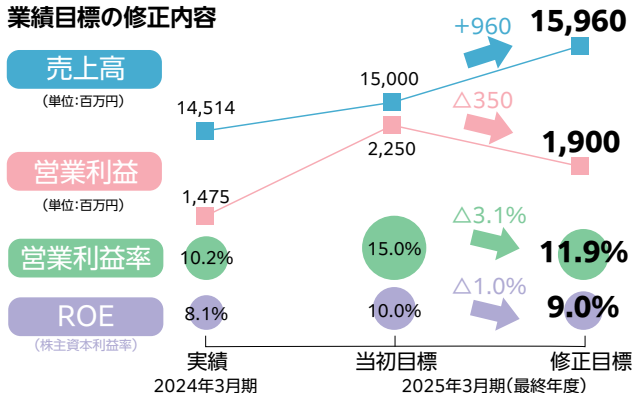 業績目標の修正内容
売上高
(単位:百万円)
14,514
15,000
+960
15,960
営業利益
(単位:百万円)
1,475
2,250
△350
1,900
営業利益率
10.2%
15.0%
△3.1%
11.9%
ROE
(株主資本利益率)
8.1%
10.0%
△1.0%
9.0%
実績
当初目標
修正目標
2024年3月期
2025年3月期(最終年度)